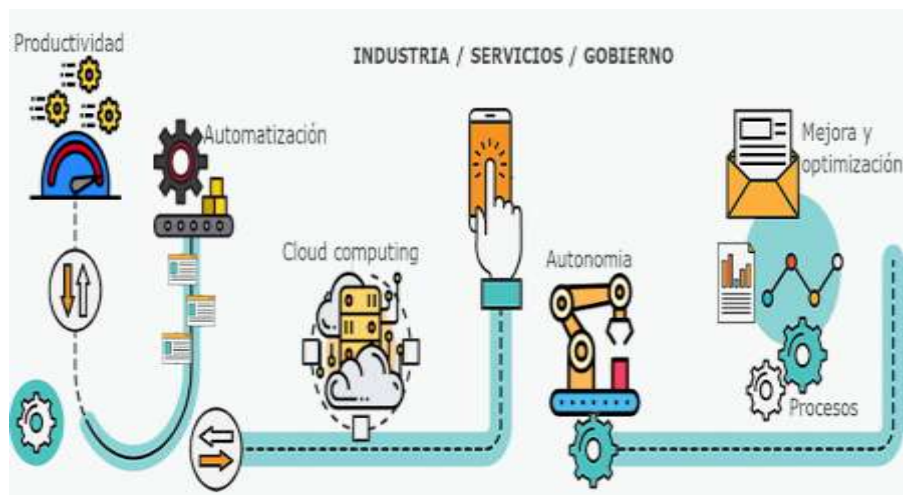 Productividad
INDUSTRIA / SERVICIOS / GOBIERNO
Automatización
Mejora y
optimización
Cloud computing
Autonomia
Procesos